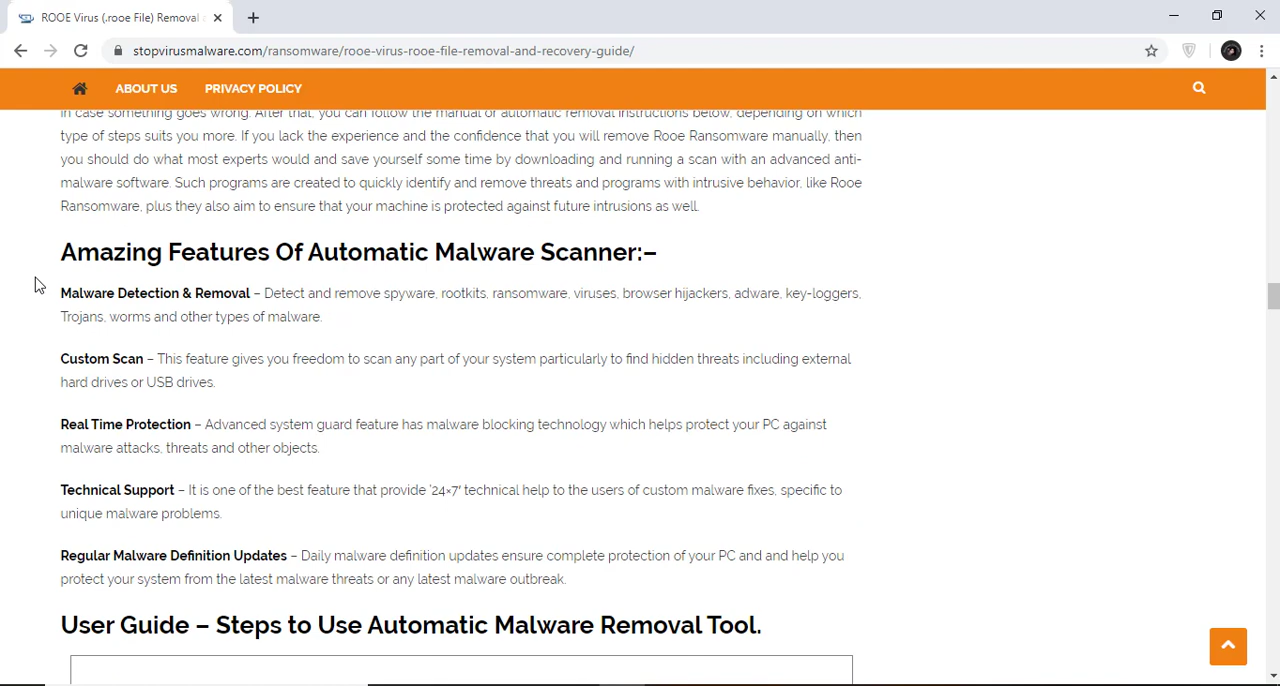 ROOE Virus (.rooe File) Removal
stopvirusmalware.com/ransomware/rooe-virus-rooe-file-removal-and-recovery-guide/
ABOUT US PRIVACY POLICY
in case something goes wrong. After that, you can follow the manual or automatic removal instructions below, depending on which
type of steps suits you more. If you lack the experience and the confidence that you will remove Rooe Ransomware manually, then
you should do what most experts would and save yourself some time by downloading and running a scan with an advanced anti-
malware software. Such programs are created to quickly identify and remove threats and programs with intrusive behavior, like Rooe
Ransomware, plus they also aim to ensure that your machine is protected against future intrusions as well.
Amazing Features Of Automatic Malware Scanner:–
Malware Detection & Removal – Detect and remove spyware, rootkits, ransomware, viruses, browser hijackers, adware, key-loggers,
Trojans, worms and other types of malware.
Custom Scan – This feature gives you freedom to scan any part of your system particularly to find hidden threats including external
hard drives or USB drives.
Real Time Protection – Advanced system guard feature has malware blocking technology which helps protect your PC against
malware attacks, threats and other objects.
Technical Support – It is one of the best feature that provide '24×7′ technical help to the users of custom malware fixes, specific to
unique malware problems.
Regular Malware Definition Updates – Daily malware definition updates ensure complete protection of your PC and and help you
protect your system from the latest malware threats or any latest malware outbreak.
User Guide – Steps to Use Automatic Malware Removal Tool.